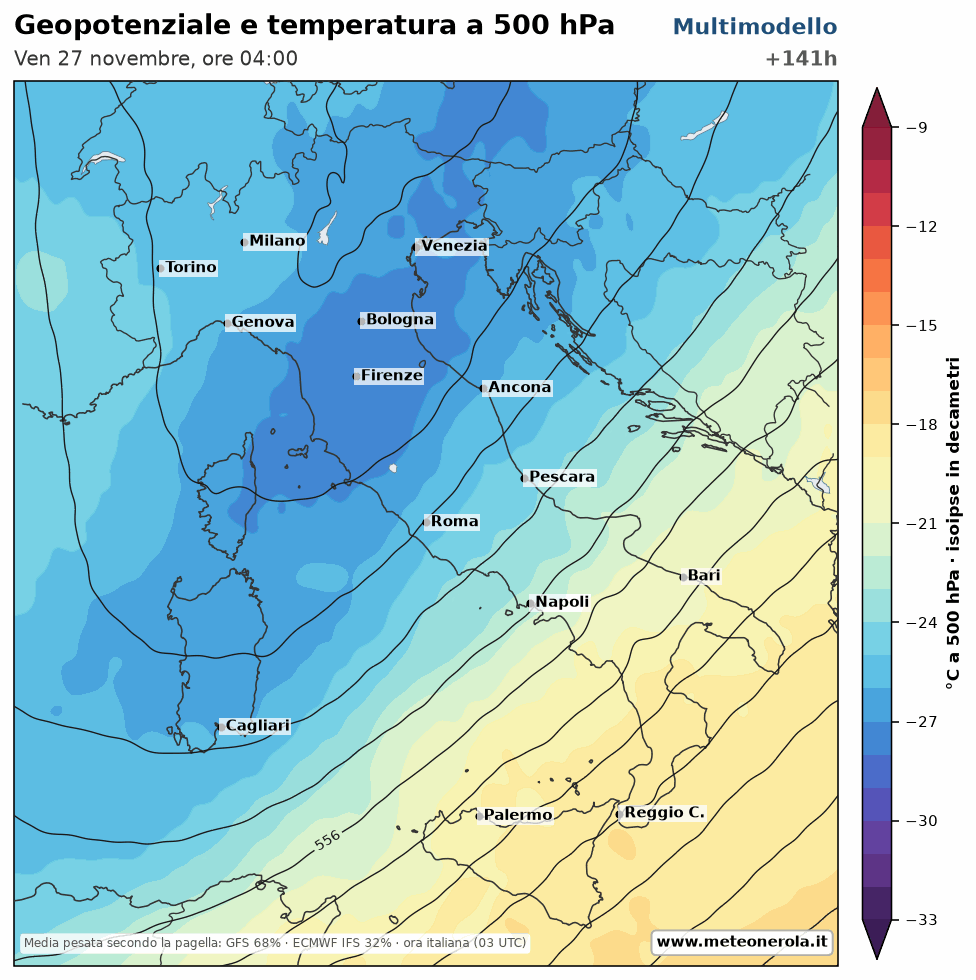 Geopotenziale e temperatura a 500 hPa
Multimodello
Ven 27 novembre, ore 04:00
+141h
Milano
Venezia
Torino
Genova
Bologna
Firenze
Ancona
Pescara
Roma
Bari
Napoli
Cagliari
Palermo
Reggio C.
556
−9
−12
−15
−18
−21
−24
−27
−30
−33
°C a 500 hPa · isoipse in decametri
Media pesata secondo la pagella: GFS 68% · ECMWF IFS 32% · ora italiana (03 UTC)
www.meteonerola.it